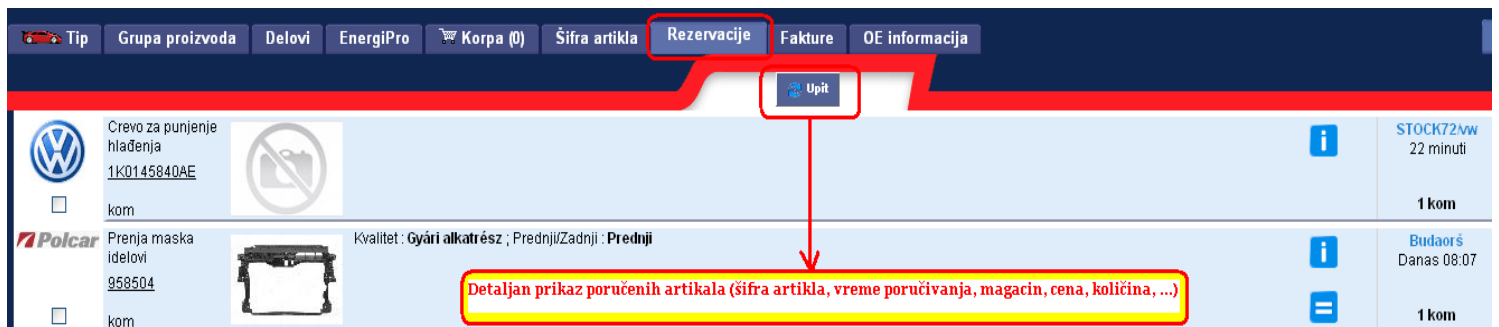 Tip Grupa proizvoda Delovi EnergiPro Korpa (0) Šifra artikla Rezervacije Fakture OE informacija
Upit
Crevo za punjenje
hlađenja
1K0145840AE
kom
STOCK72/vw
22 minuti
1 kom
Polcar
Prenja maska
idelovi
958504
kom
Kvalitet : Gyári alkatrész ; Prednji/Zadnji : Prednji
Detaljan prikaz poručenih artikala (šifra artikla, vreme poručivanja, magacin, cena, količina, ...)
Budaorš
Danas 08:07
1 kom